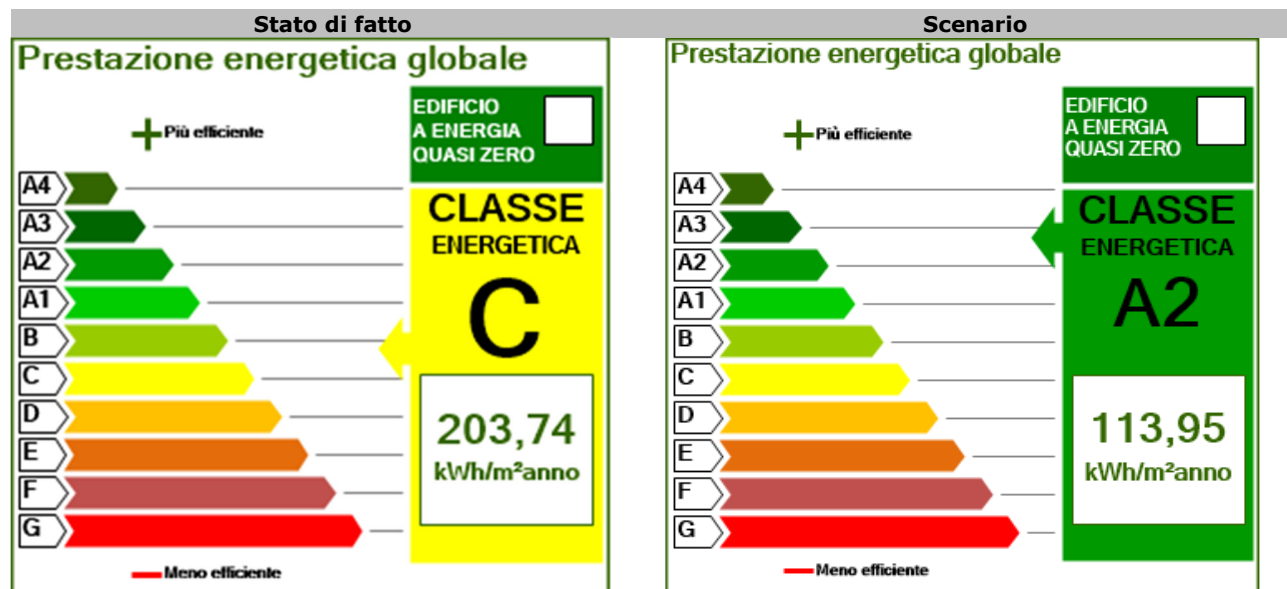 Stato di fatto
Prestazione energetica globale
Più efficiente
EDIFICIO
A ENERGIA
QUASI ZERO
A4
A3
A2
A1
B
C
D
E
F
G
CLASSE
ENERGETICA
C
203,74
kWh/m²anno
Meno efficiente
Scenario
Prestazione energetica globale
Più efficiente
EDIFICIO
A ENERGIA
QUASI ZERO
A4
A3
A2
A1
B
C
D
E
F
G
CLASSE
ENERGETICA
A2
113,95
kWh/m²anno
Meno efficiente